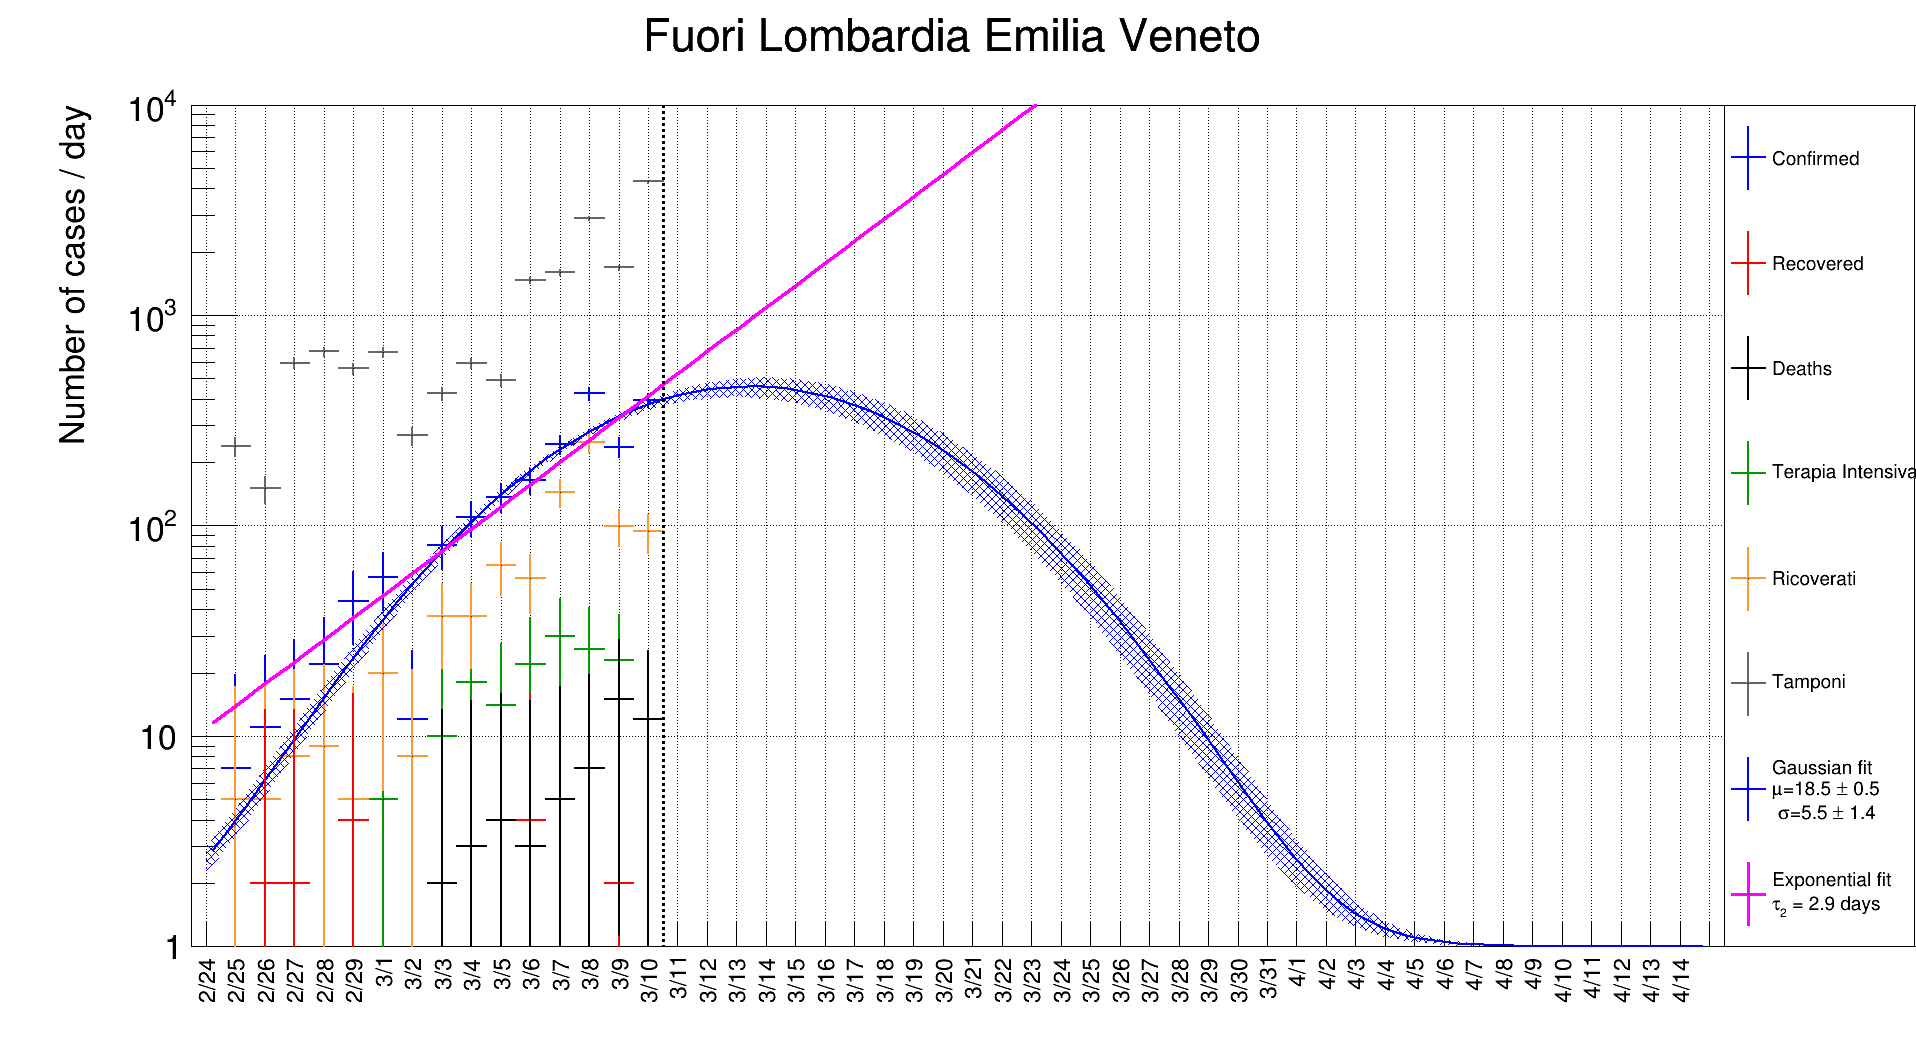 Fuori Lombardia Emilia Veneto
Number of cases / day
10^4
10^3
10^2
10
1
2/24 2/25 2/26 2/27 2/28 2/29 3/1 3/2 3/3 3/4 3/5 3/6 3/7 3/8 3/9 3/10 3/11 3/12 3/13 3/14 3/15 3/16 3/17 3/18 3/19 3/20 3/21 3/22 3/23 3/24 3/25 3/26 3/27 3/28 3/29 3/30 3/31 4/1 4/2 4/3 4/4 4/5 4/6 4/7 4/8 4/9 4/10 4/11 4/12 4/13 4/14
Confirmed
Recovered
Deaths
Terapia Intensiva
Ricoverati
Tamponi
Gaussian fit
μ=18.5 ± 0.5
σ=5.5 ± 1.4
Exponential fit
τ₂ = 2.9 days